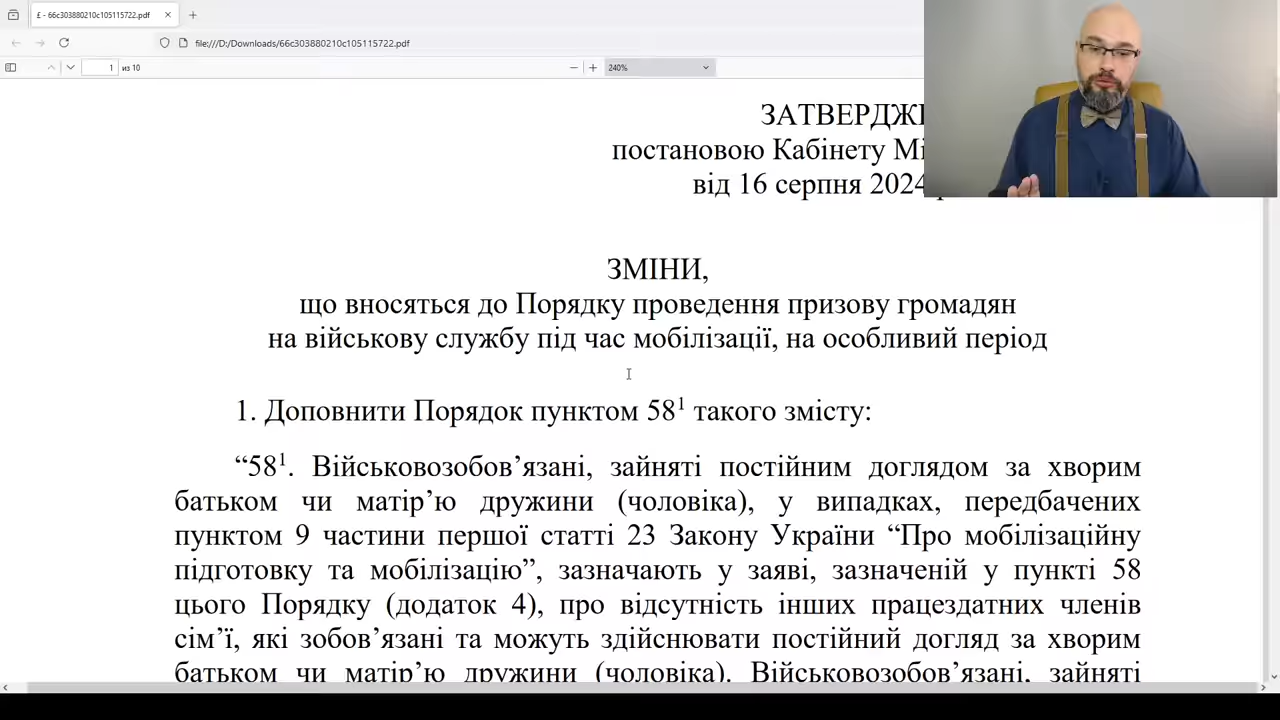 £ - 66c303880210c105115722.pdf
file:///D:/Downloads/66c303880210c105115722.pdf
1 из 10
240%
ЗАТВЕРДЖ
постановою Кабінету Мі
від 16 серпня 2024
ЗМІНИ,
що вносяться до Порядку проведення призову громадян
на військову службу під час мобілізації, на особливий період
1. Доповнити Порядок пунктом 58¹ такого змісту:
“58¹. Військовозобов’язані, зайняті постійним доглядом за хворим
батьком чи матір’ю дружини (чоловіка), у випадках, передбачених
пунктом 9 частини першої статті 23 Закону України “Про мобілізаційну
підготовку та мобілізацію”, зазначають у заяві, зазначеній у пункті 58
цього Порядку (додаток 4), про відсутність інших працездатних членів
сім’ї, які зобов’язані та можуть здійснювати постійний догляд за хворим
батьком чи матір’ю дружини (чоловіка). Військовозобов’язані, зайняті